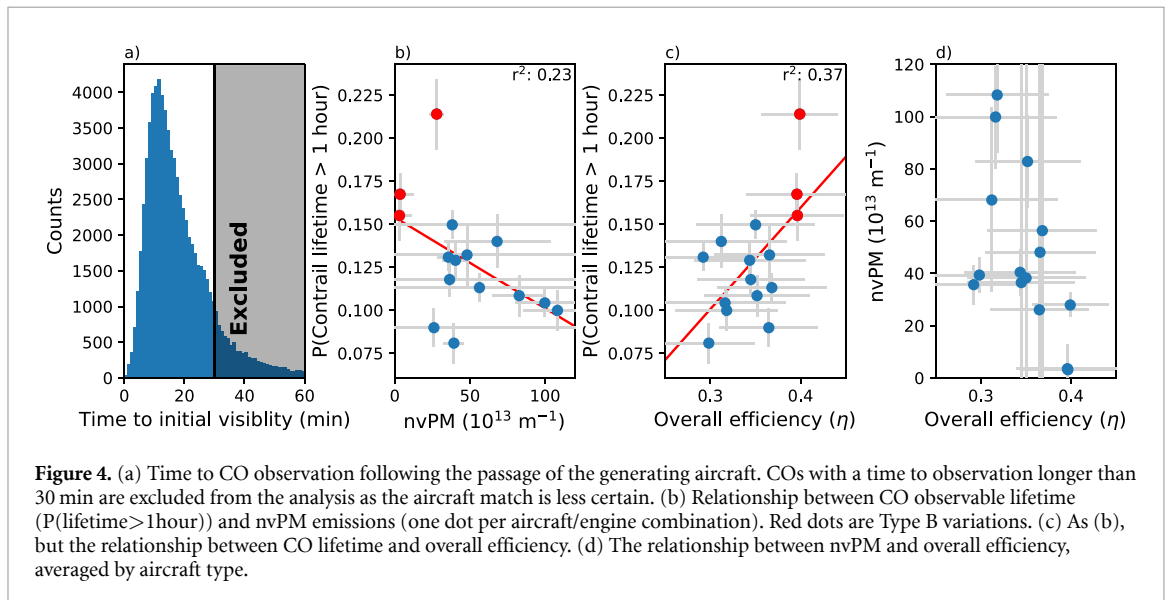 a)
Counts
4000
3500
3000
2500
2000
1500
1000
500
0
Excluded
0 20 40 60
Time to initial visiblity (min)
b)
r²: 0.23
P(Contrail lifetime > 1 hour)
0.225
0.200
0.175
0.150
0.125
0.100
0.075
0 50 100
nvPM (10¹³ m⁻¹)
c)
r²: 0.37
P(Contrail lifetime > 1 hour)
0.225
0.200
0.175
0.150
0.125
0.100
0.075
0.3 0.4
Overall efficiency (η)
d)
nvPM (10¹³ m⁻¹)
120
100
80
60
40
20
0
0.3 0.4
Overall efficiency (η)
Figure 4. (a) Time to CO observation following the passage of the generating aircraft. COs with a time to observation longer than
30 min are excluded from the analysis as the aircraft match is less certain. (b) Relationship between CO observable lifetime
(P(lifetime>1hour)) and nvPM emissions (one dot per aircraft/engine combination). Red dots are Type B variations. (c) As (b),
but the relationship between CO lifetime and overall efficiency. (d) The relationship between nvPM and overall efficiency,
averaged by aircraft type.